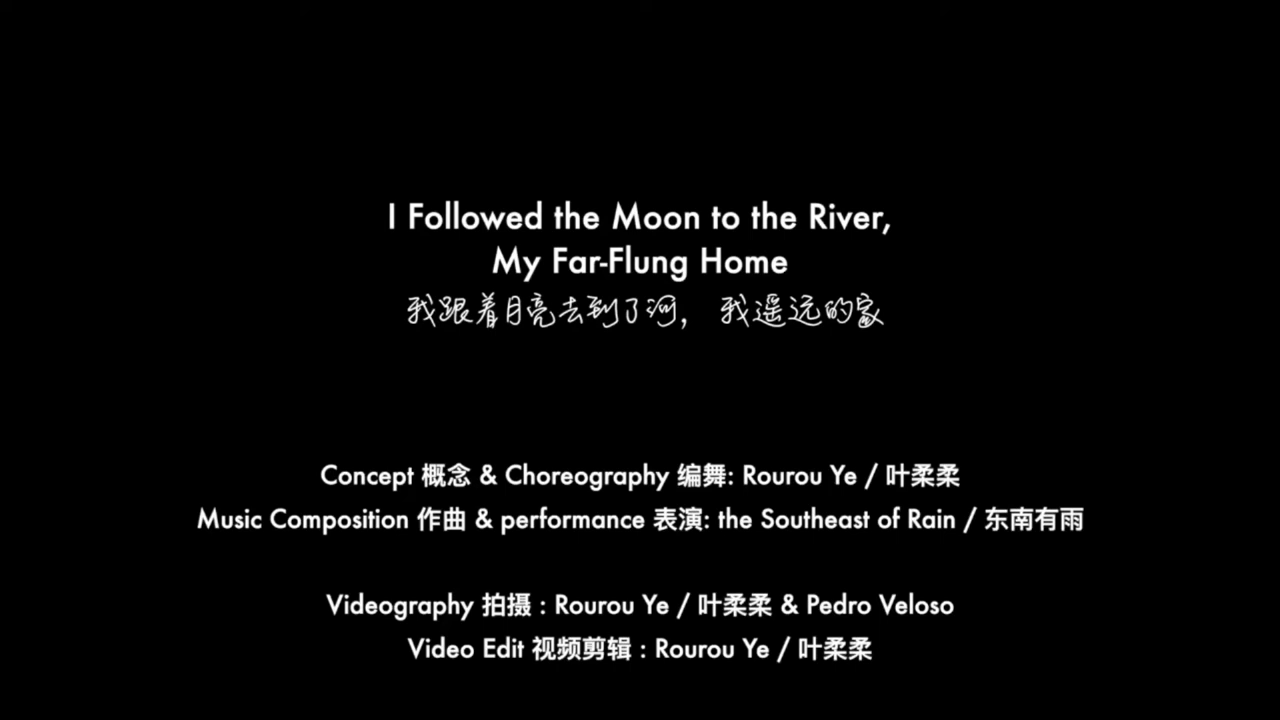 I Followed the Moon to the River,
My Far-Flung Home
我跟着月亮去到了河， 我遥远的家
Concept 概念 & Choreography 编舞: Rourou Ye / 叶柔柔
Music Composition 作曲 & performance 表演: the Southeast of Rain / 东南有雨
Videography 拍摄 : Rourou Ye / 叶柔柔 & Pedro Veloso
Video Edit 视频剪辑 : Rourou Ye / 叶柔柔